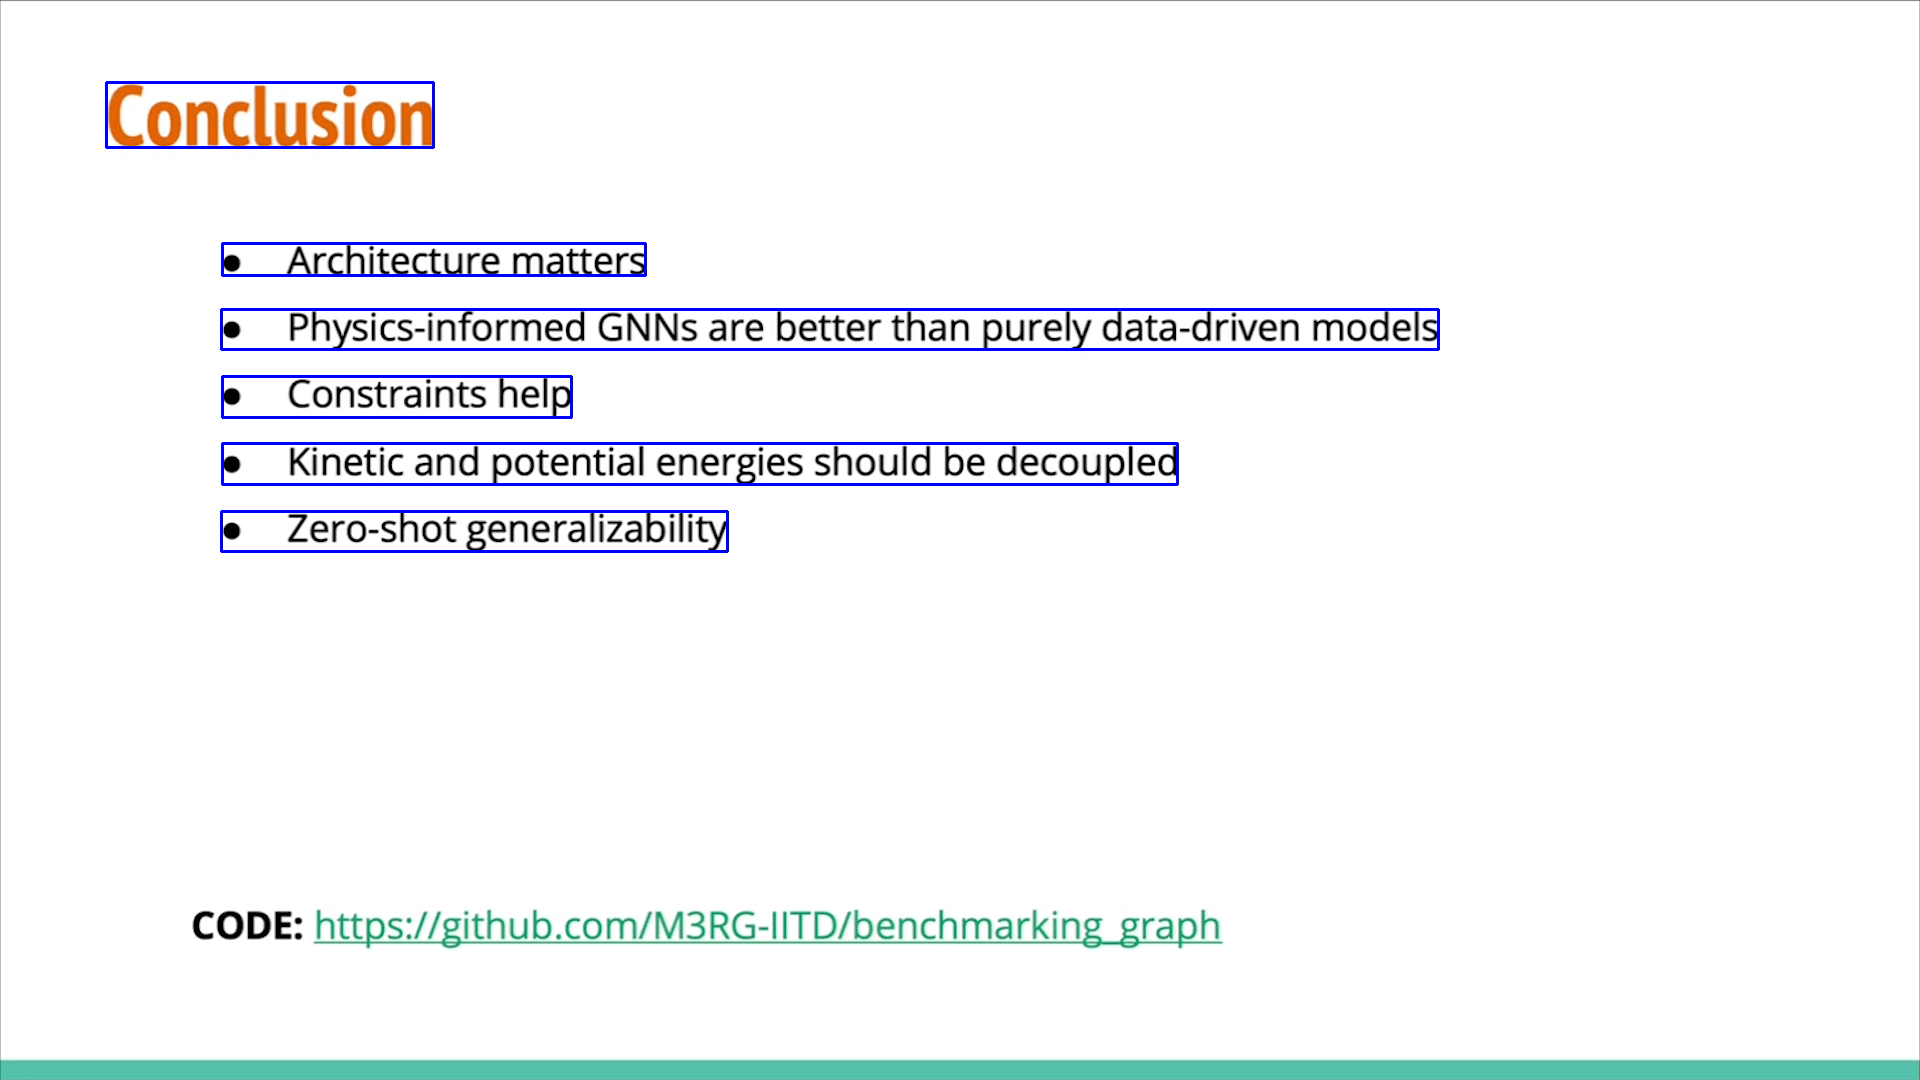 Conclusion
● Architecture matters
● Physics-informed GNNs are better than purely data-driven models
● Constraints help
● Kinetic and potential energies should be decoupled
● Zero-shot generalizability
CODE: https://github.com/M3RG-IITD/benchmarking_graph